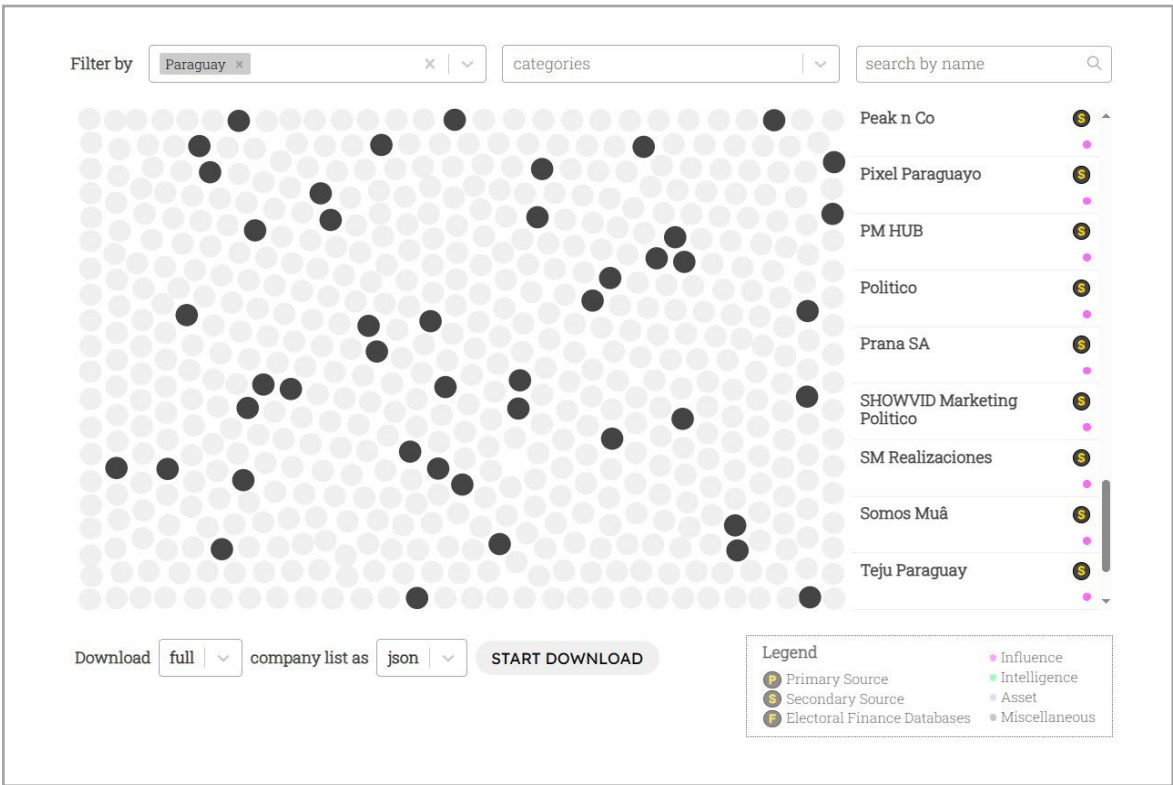 Filter by Paraguay × × categories search by name
Peak n Co S
Pixel Paraguayo S
PM HUB S
Politico S
Prana SA S
SHOWVID Marketing
Politico S
SM Realizaciones S
Somos Muâ S
Teju Paraguay S
Download full company list as json START DOWNLOAD
Legend
P Primary Source
S Secondary Source
F Electoral Finance Databases
Influence
Intelligence
Asset
Miscellaneous